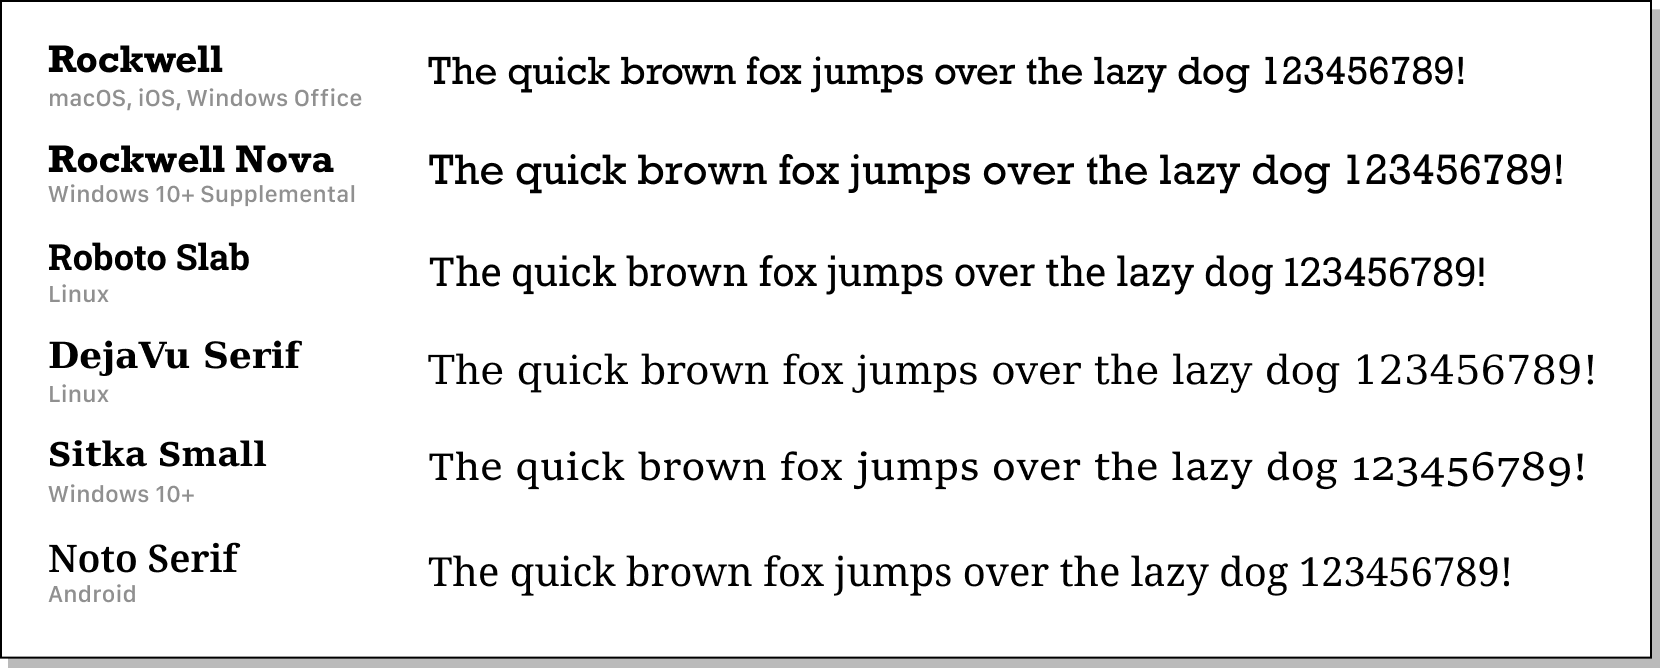 Rockwell
macOS, iOS, Windows Office
The quick brown fox jumps over the lazy dog 123456789!
Rockwell Nova
Windows 10+ Supplemental
The quick brown fox jumps over the lazy dog 123456789!
Roboto Slab
Linux
The quick brown fox jumps over the lazy dog 123456789!
DejaVu Serif
Linux
The quick brown fox jumps over the lazy dog 123456789!
Sitka Small
Windows 10+
The quick brown fox jumps over the lazy dog 123456789!
Noto Serif
Android
The quick brown fox jumps over the lazy dog 123456789!